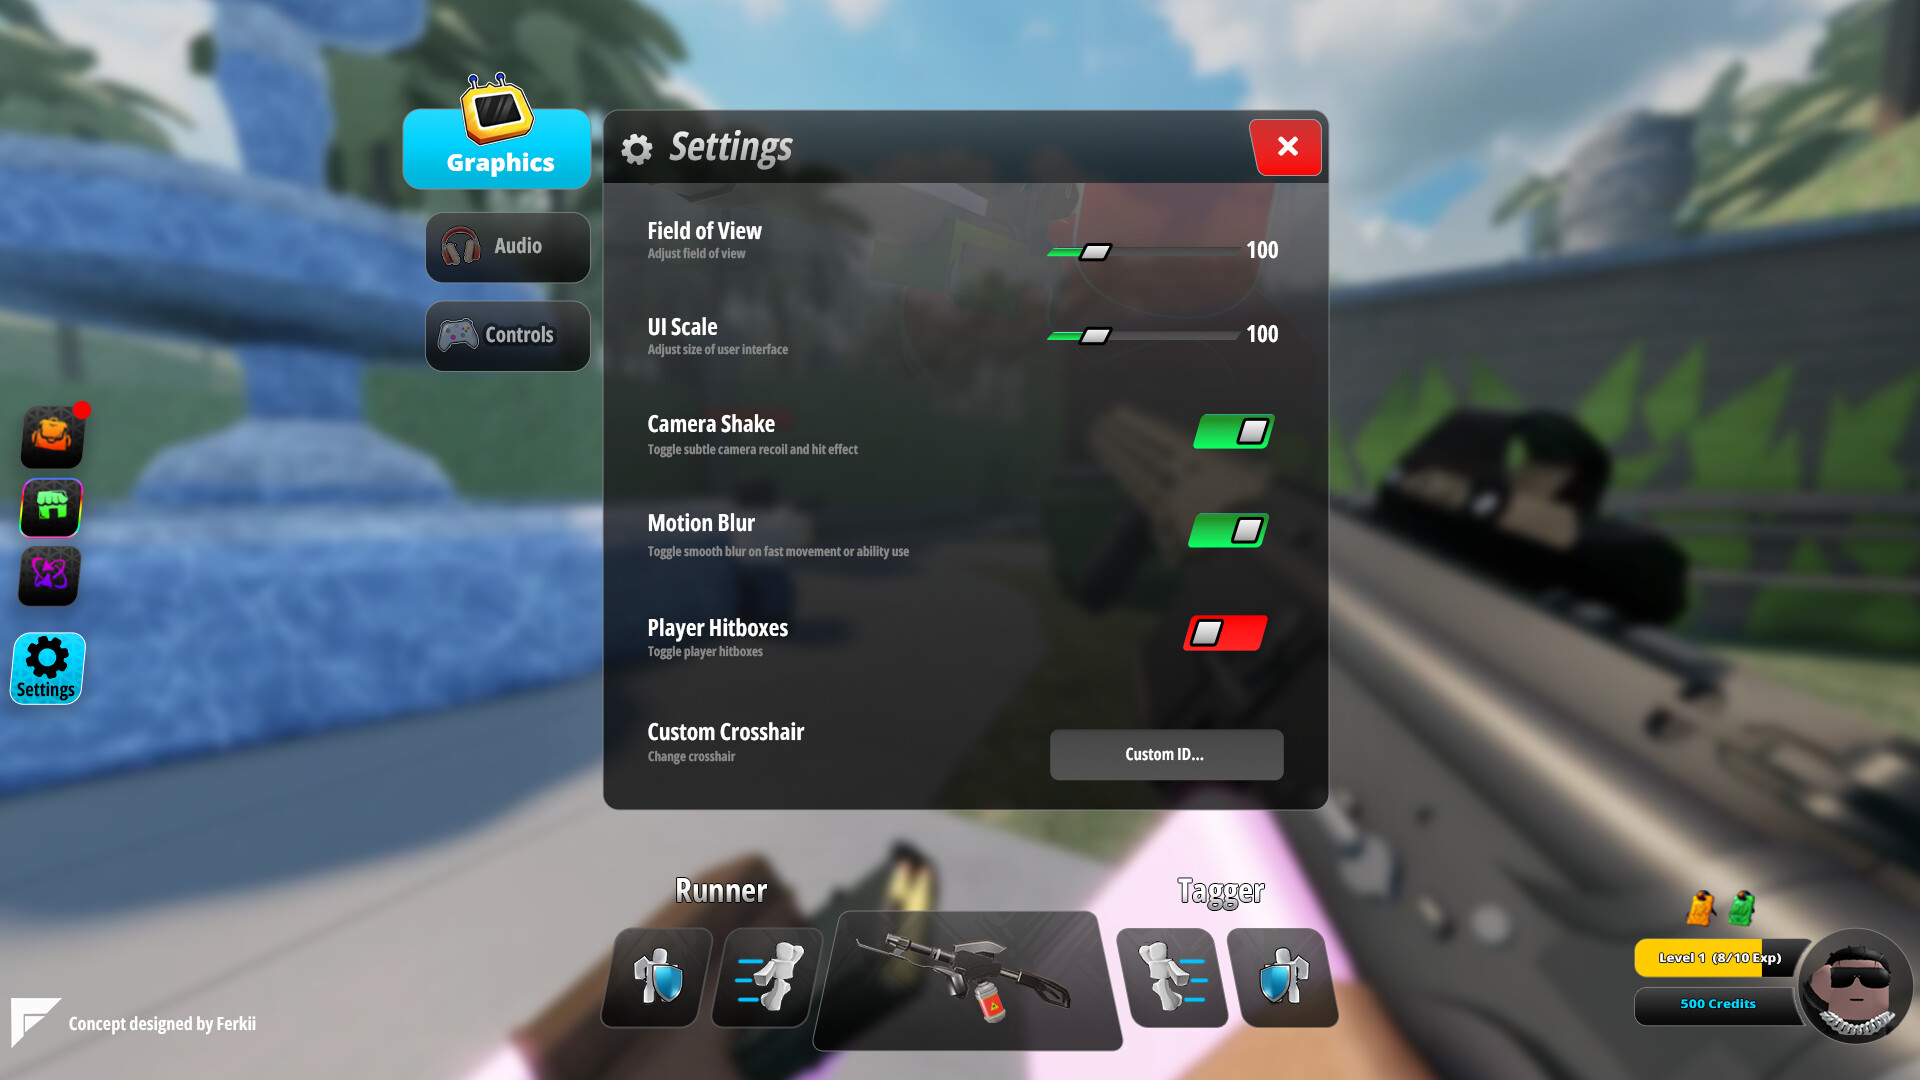 Graphics
Audio
Controls
Settings
Field of View
Adjust field of view
100
UI Scale
Adjust size of user interface
100
Camera Shake
Toggle subtle camera recoil and hit effect
Motion Blur
Toggle smooth blur on fast movement or ability use
Player Hitboxes
Toggle player hitboxes
Custom Crosshair
Change crosshair
Custom ID...
Settings
Runner
Tagger
Level 1 (8/10 Exp)
500 Credits
Concept designed by Ferkii